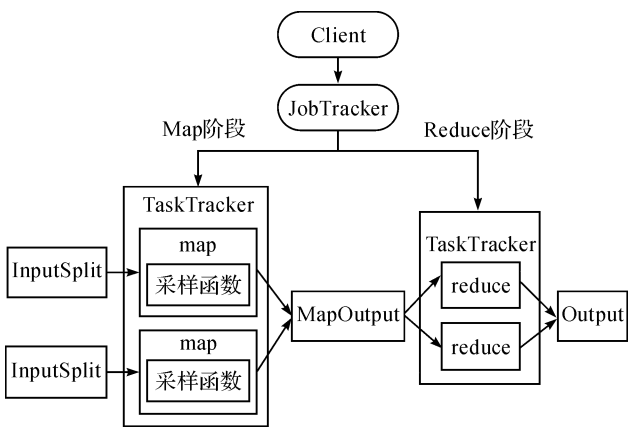 Client
JobTracker
Map阶段
Reduce阶段
TaskTracker
map
采样函数
InputSplit
map
采样函数
InputSplit
MapOutput
TaskTracker
reduce
reduce
Output